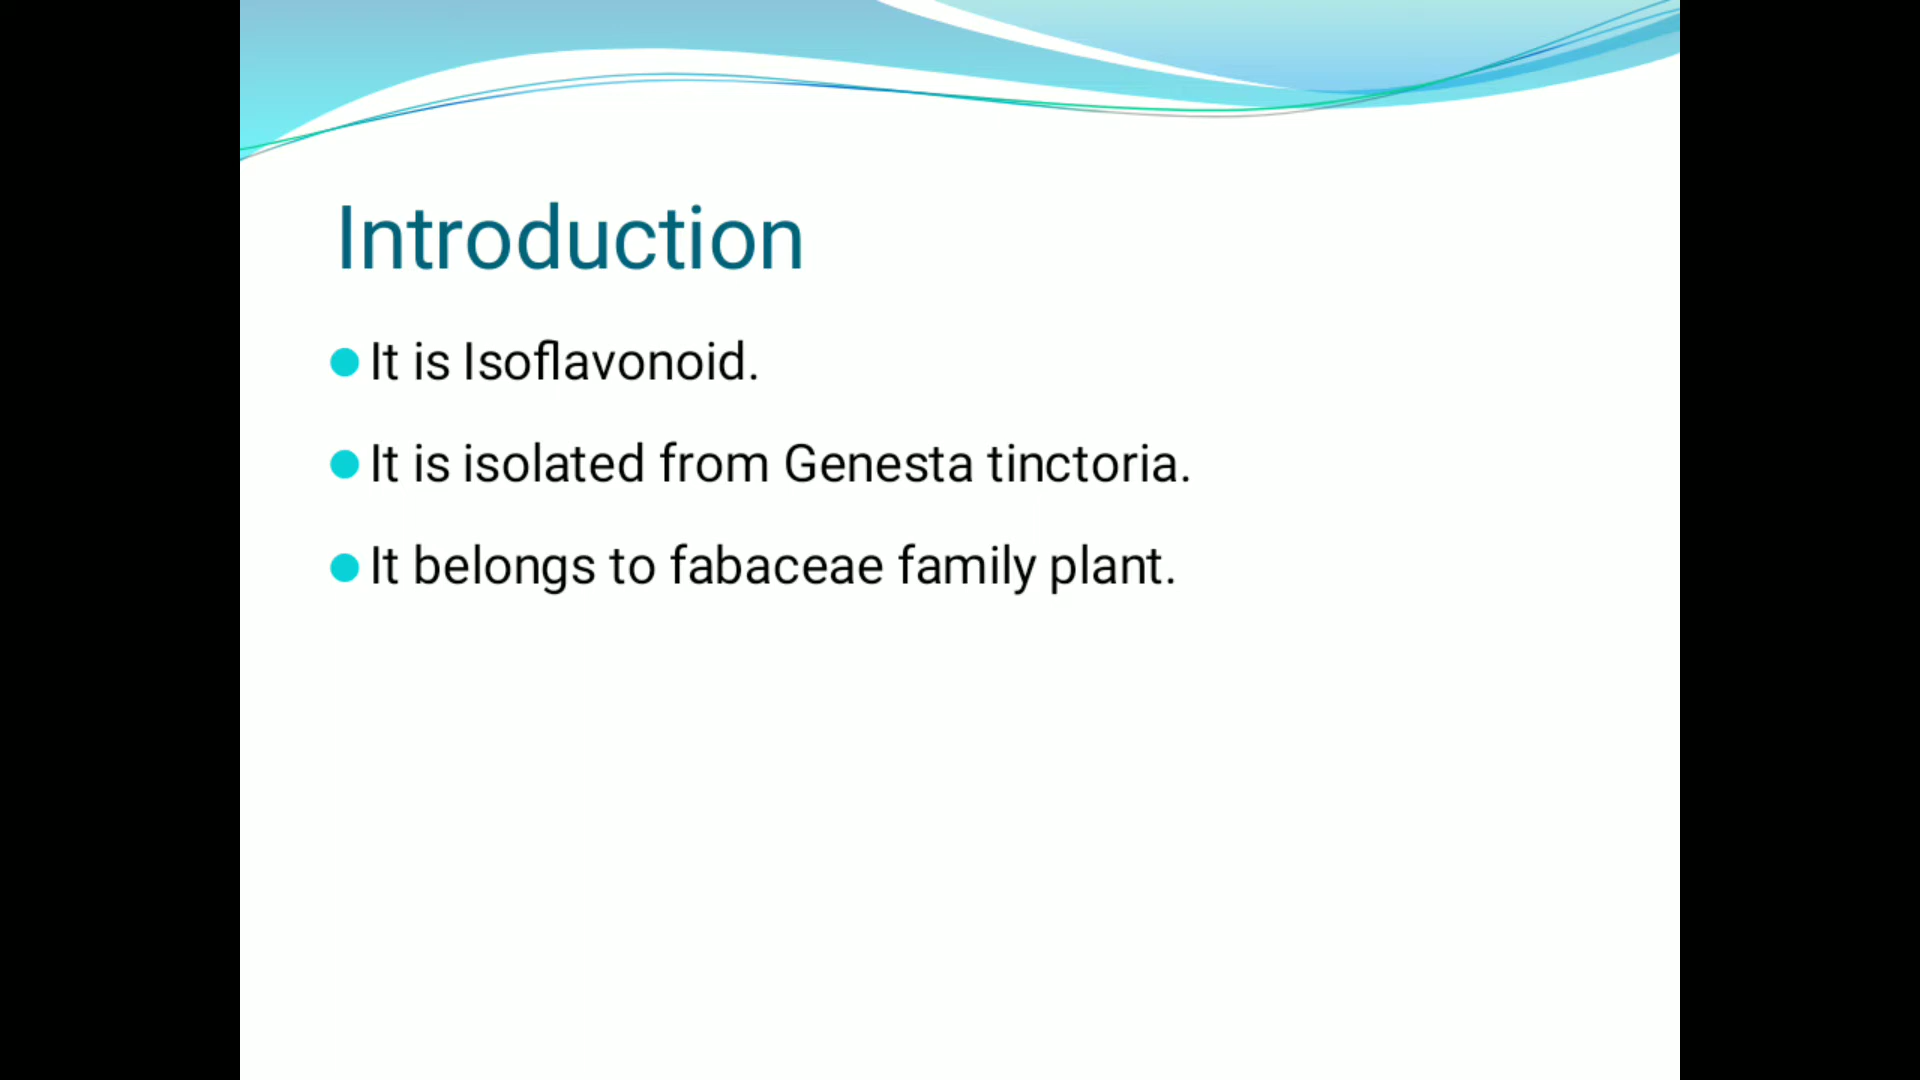 Introduction
It is Isoflavonoid.
It is isolated from Genesta tinctoria.
It belongs to fabaceae family plant.